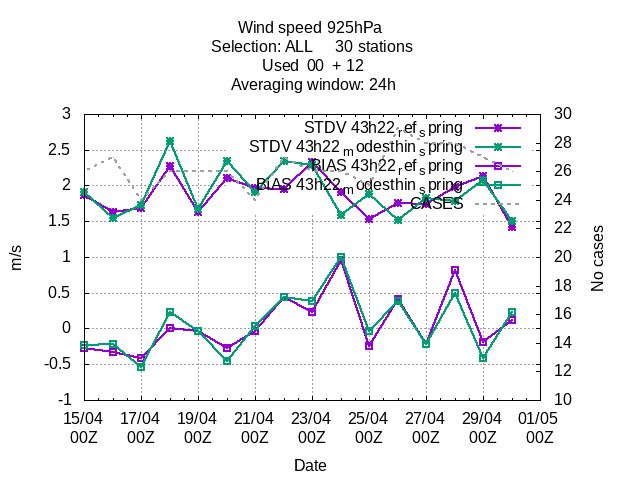 Wind speed 925hPa
Selection: ALL 30 stations
Used 00 + 12
Averaging window: 24h
STDV 43h22_ref_spring
STDV 43h22_modesthin_spring
BIAS 43h22_ref_spring
BIAS 43h22_modesthin_spring
CASES
3
2.5
2
1.5
1
0.5
0
-0.5
-1
m/s
30
28
26
24
22
20
18
16
14
12
10
No cases
15/04 17/04 19/04 21/04 23/04 25/04 27/04 29/04 01/05
00Z 00Z 00Z 00Z 00Z 00Z 00Z 00Z 00Z
Date